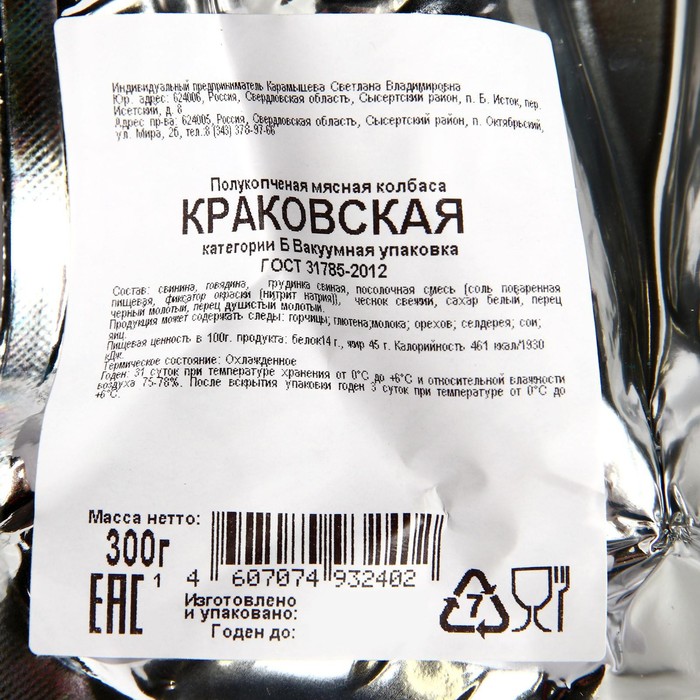 Индивидуальный предприниматель Карамышева Светлана Владимировна
Юр. адрес: 624006, Россия, Свердловская область, Сысертский район, п. Б. Исток, пер.
Исетский, д. 8
Адрес пр-ва: 624005, Россия, Свердловская область, Сысертский район, п. Октябрьский,
ул. Мира, 2б, тел.:8 (343) 378-97-66
Полукопченая мясная колбаса
КРАКОВСКАЯ
категории Б Вакуумная упаковка
ГОСТ 31785-2012
Состав: свинина, говядина, грудинка свиная, посолочная смесь (соль поваренная
пищевая, фиксатор окраски (нитрит натрия)), чеснок свежий, сахар белый, перец
черный молотый, перец душистый молотый.
Продукция может содержать следы: горчицы; глютена; молока; орехов; селдерея; сои;
яиц.
Пищевая ценность в 100г. продукта: белок14 г., жир 45 г. Калорийность 461 ккал/1930
кДж.
Термическое состояние: Охлажденное
Годен: 31 суток при температуре хранения от 0°С до +6°С и относительной влажности
воздуха 75-78%. После вскрытия упаковки годен 3 суток при температуре от 0°С до
+6°С.
Масса нетто:
300г
EAC 1
4 607074 932402
Изготовлено
и упаковано:
Годен до:
7